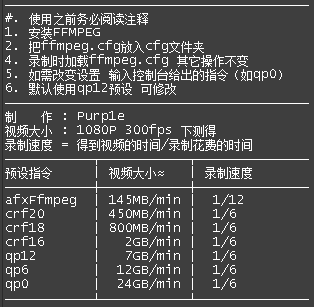 #. 使用之前务必阅读注释
1. 安装FFMPEG
2. 把ffmpeg.cfg放入cfg文件夹
4. 录制时加载ffmpeg.cfg 其它操作不变
5. 如需改变设置 输入控制台给出的指令（如qp0）
6. 默认使用qp12预设 可修改
制　　作 : Purple
视频大小 : 1080P 300fps 下测得
录制速度 = 得到视频的时间/录制花费的时间
预设指令 | 视频大小≈ | 录制速度
afxFfmpeg | 145MB/min | 1/12
crf20 | 450MB/min | 1/6
crf18 | 800MB/min | 1/6
crf16 | 2GB/min | 1/6
qp12 | 7GB/min | 1/6
qp6 | 12GB/min | 1/6
qp0 | 24GB/min | 1/6